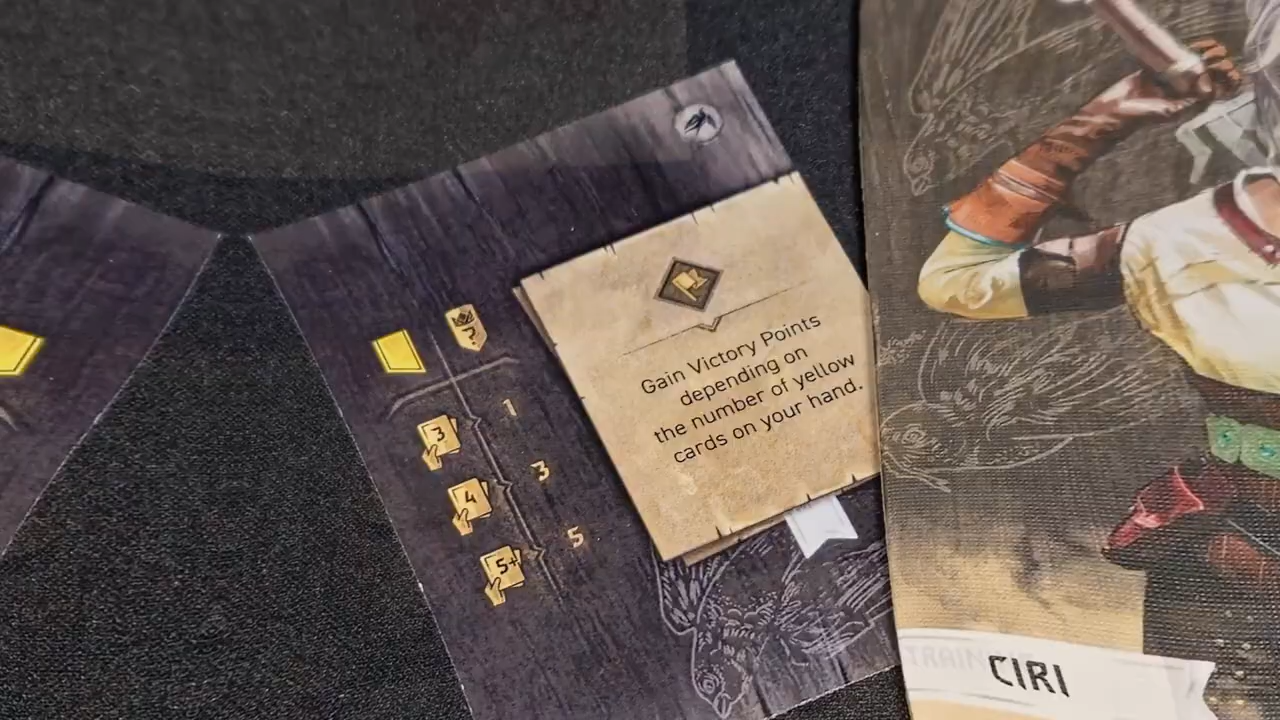 ?
3 1
4 3
5+ 5
Gain Victory Points
depending on
the number of yellow
cards on your hand.
CIRI